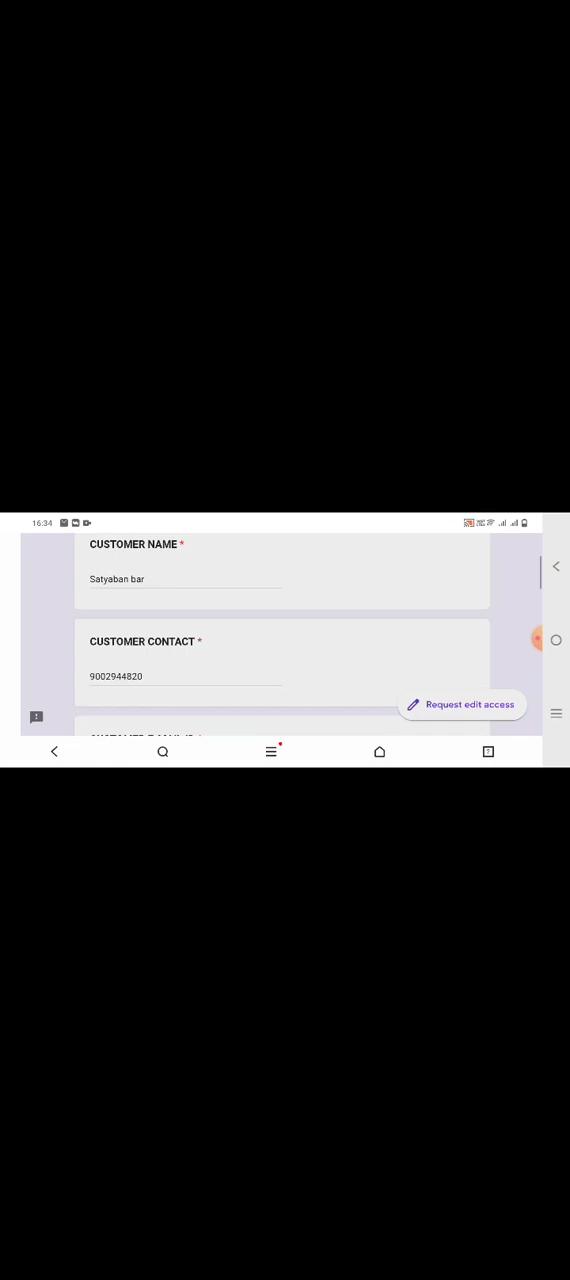 16:34
CUSTOMER NAME *
Satyaban bar
CUSTOMER CONTACT *
9002944820
Request edit access